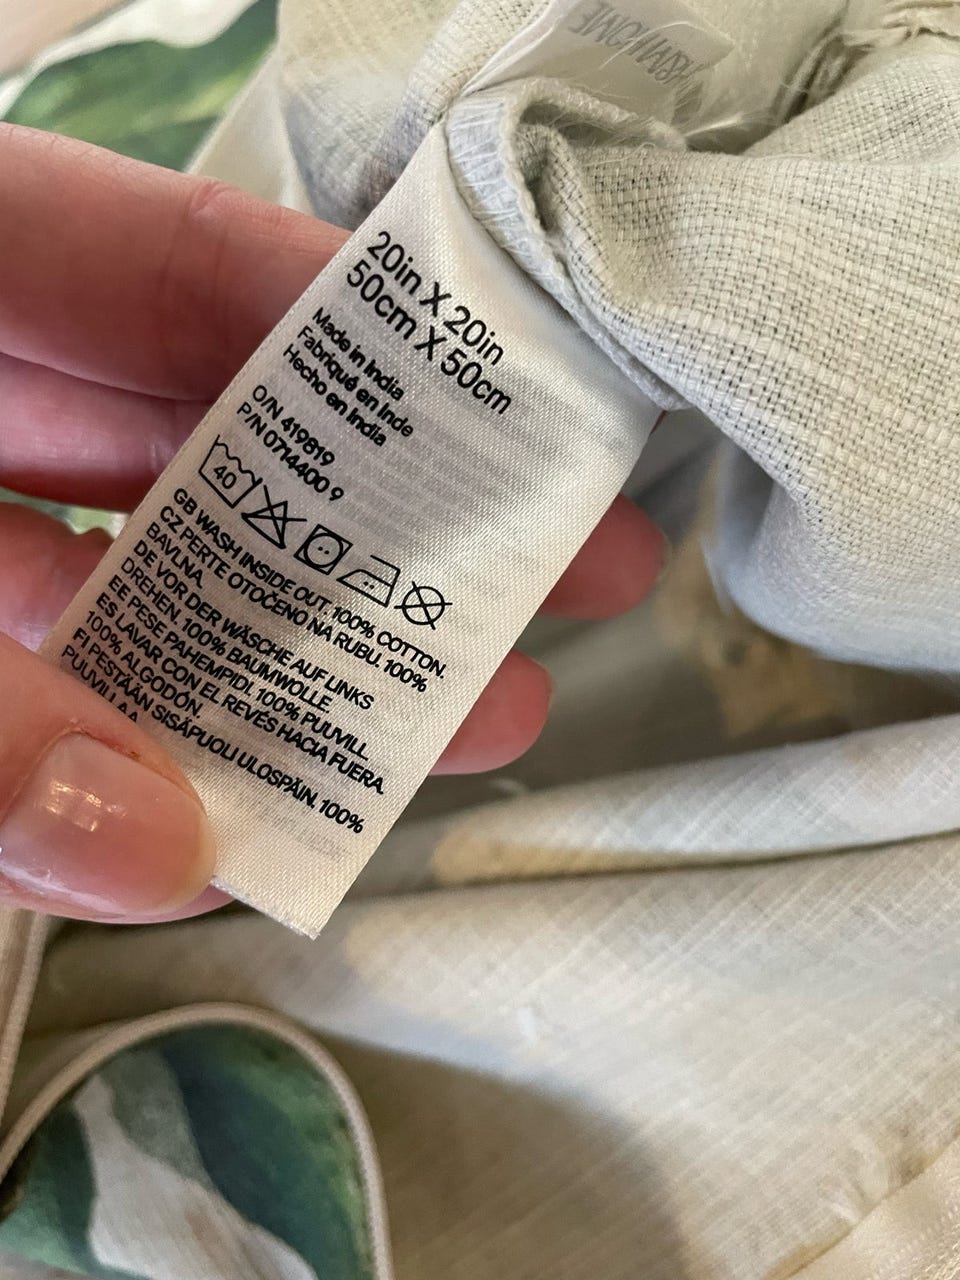 H&M HOME
20in X 20in
50cm X 50cm
Made in India
Fabriqué en Inde
Hecho en India
O/N 419819
P/N 0714400 9
40
GB WASH INSIDE OUT. 100% COTTON.
CZ PERTE OTOČENO NA RUBU. 100%
BAVLNA.
DE VOR DER WÄSCHE AUF LINKS
DREHEN. 100% BAUMWOLLE
EE PESE PAHEMPIDI. 100% PUUVILL.
ES LAVAR CON EL REVÉS HACIA FUERA.
100% ALGODÓN.
FI PESTÄÄN SISÄPUOLI ULOSPÄIN. 100%
PUUVILLAA